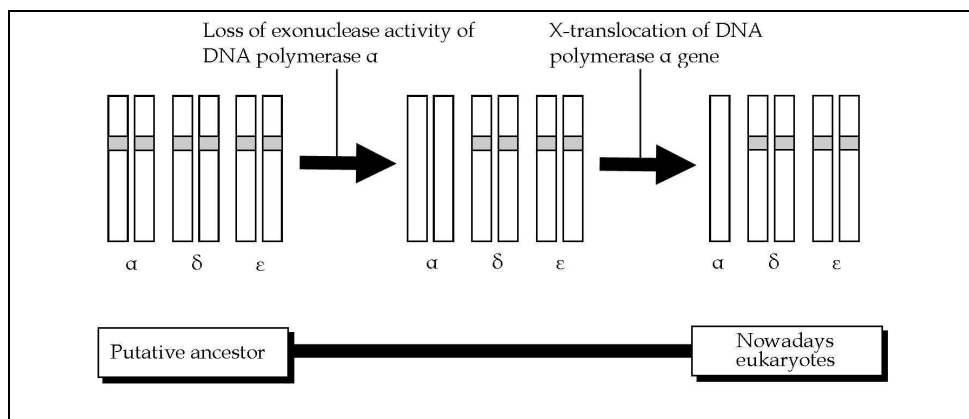 Loss of exonuclease activity of
DNA polymerase α
X-translocation of DNA
polymerase α gene
α δ ε α δ ε α δ ε
Putative ancestor
Nowadays
eukaryotes